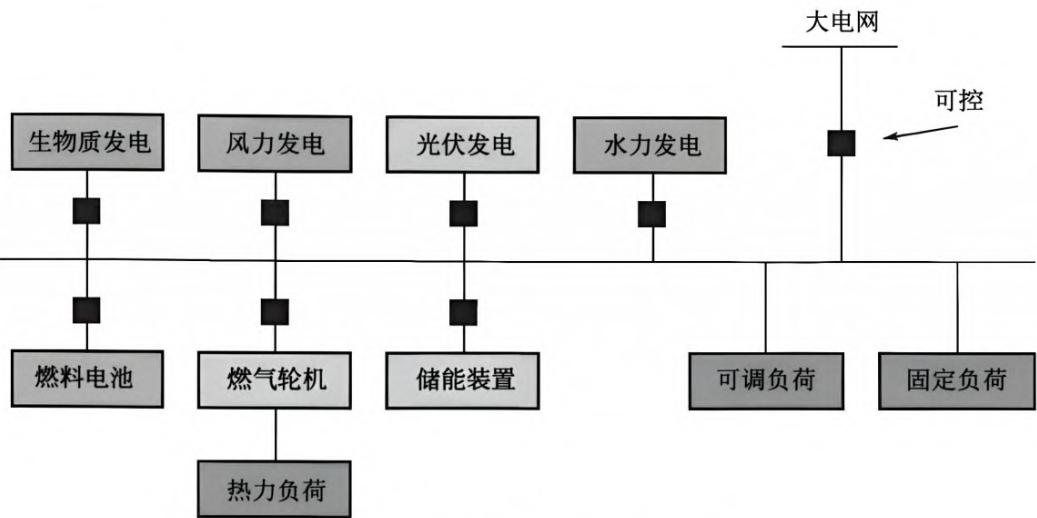 大电网
可控
生物质发电
风力发电
光伏发电
水力发电
燃料电池
燃气轮机
储能装置
可调负荷
固定负荷
热力负荷